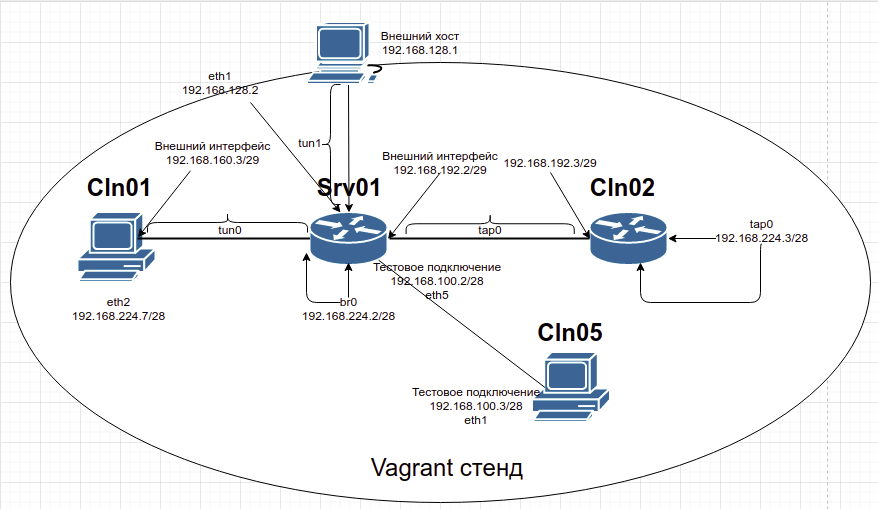 Внешний хост
192.168.128.1
eth1
192.168.128.2
tun1
Внешний интерфейс
192.168.160.3/29
Внешний интерфейс
192.168.192.2/29
192.168.192.3/29
Cln01
Srv01
Cln02
tun0
tap0
tap0
192.168.224.3/28
Тестовое подключение
192.168.100.2/28
eth5
eth2
192.168.224.7/28
br0
192.168.224.2/28
Cln05
Тестовое подключение
192.168.100.3/28
eth1
Vagrant стенд